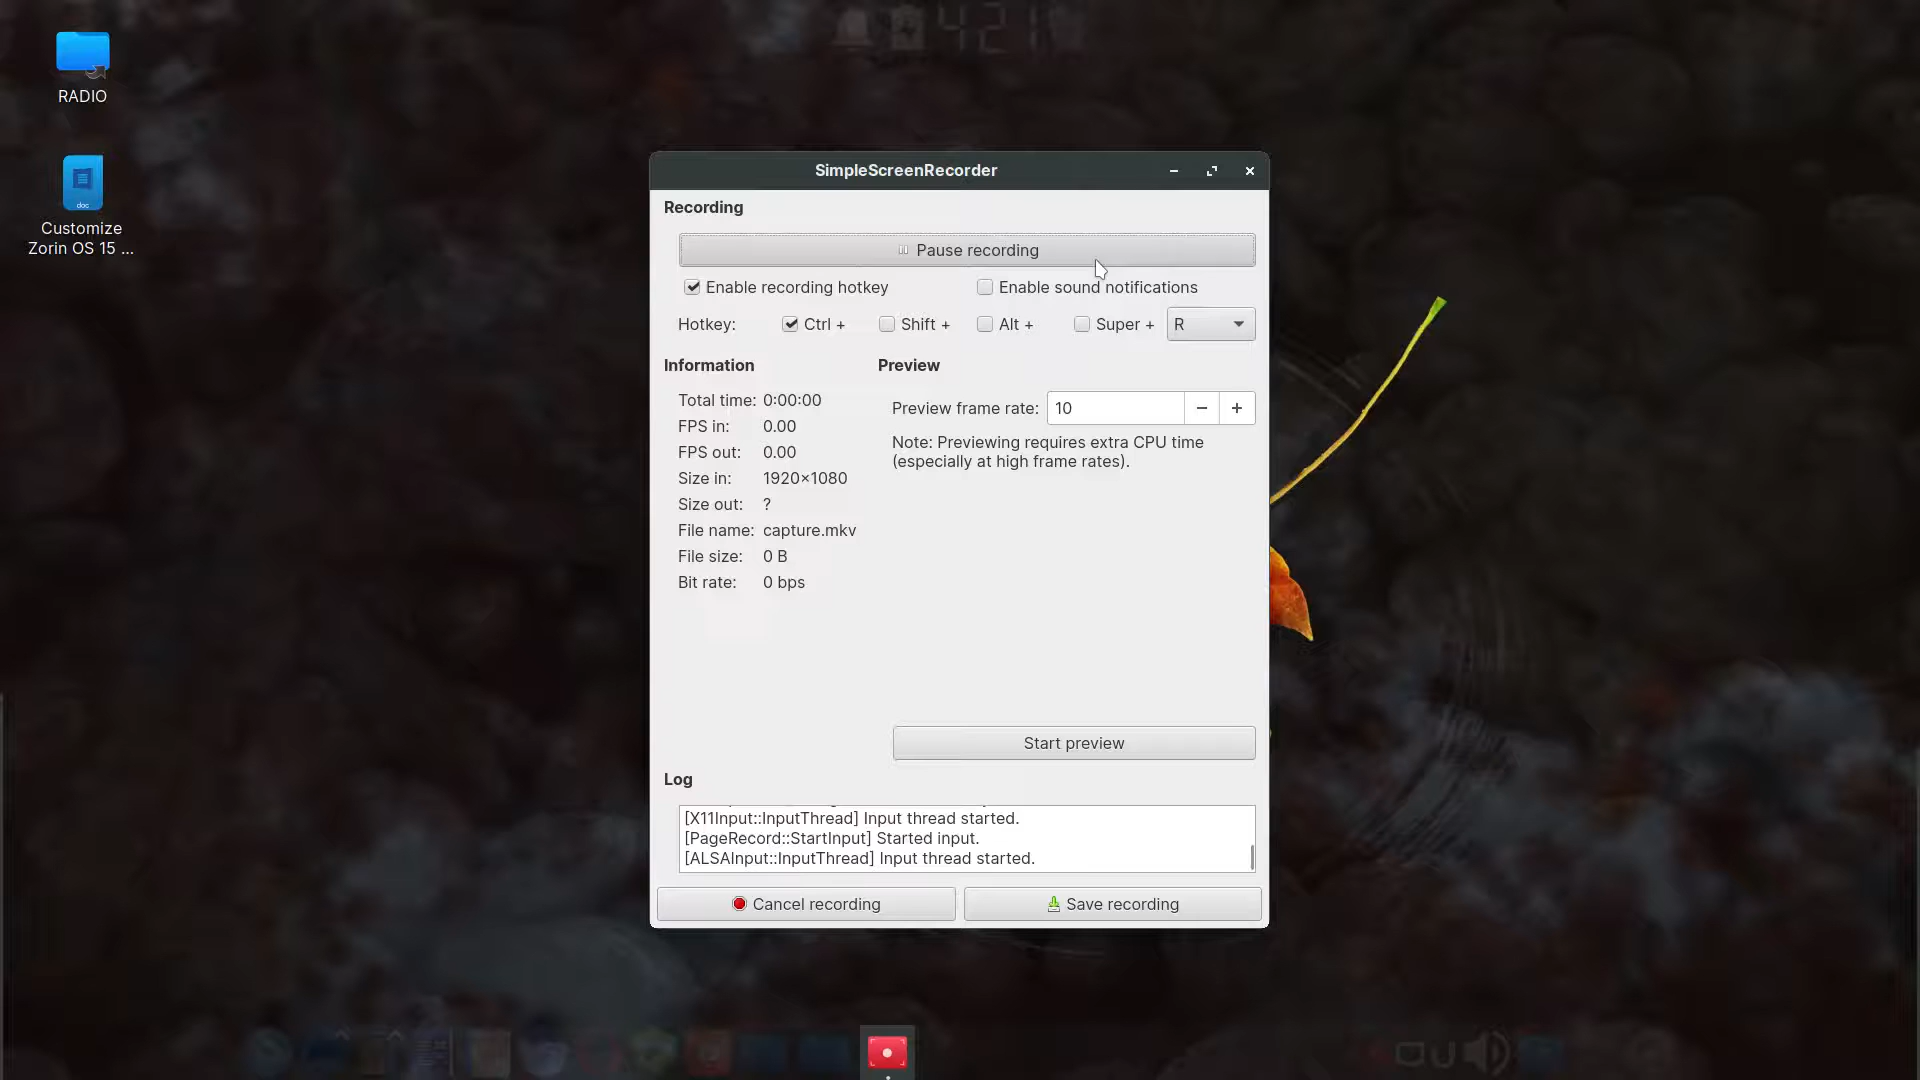 421
RADIO
doc
Customize
Zorin OS 15 ...
SimpleScreenRecorder
Recording
Pause recording
Enable recording hotkey
Enable sound notifications
Hotkey: Ctrl + Shift + Alt + Super + R
Information
Total time: 0:00:00
FPS in: 0.00
FPS out: 0.00
Size in: 1920×1080
Size out: ?
File name: capture.mkv
File size: 0 B
Bit rate: 0 bps
Preview
Preview frame rate: 10
Note: Previewing requires extra CPU time
(especially at high frame rates).
Start preview
Log
[X11Input::InputThread] Input thread started.
[PageRecord::StartInput] Started input.
[ALSAInput::InputThread] Input thread started.
Cancel recording
Save recording